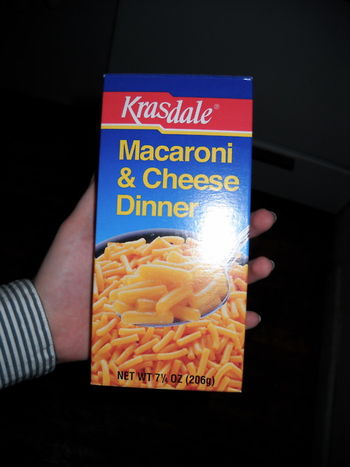 Krasdale®
Macaroni
& Cheese
Dinner
NET WT 7¼ OZ (206g)